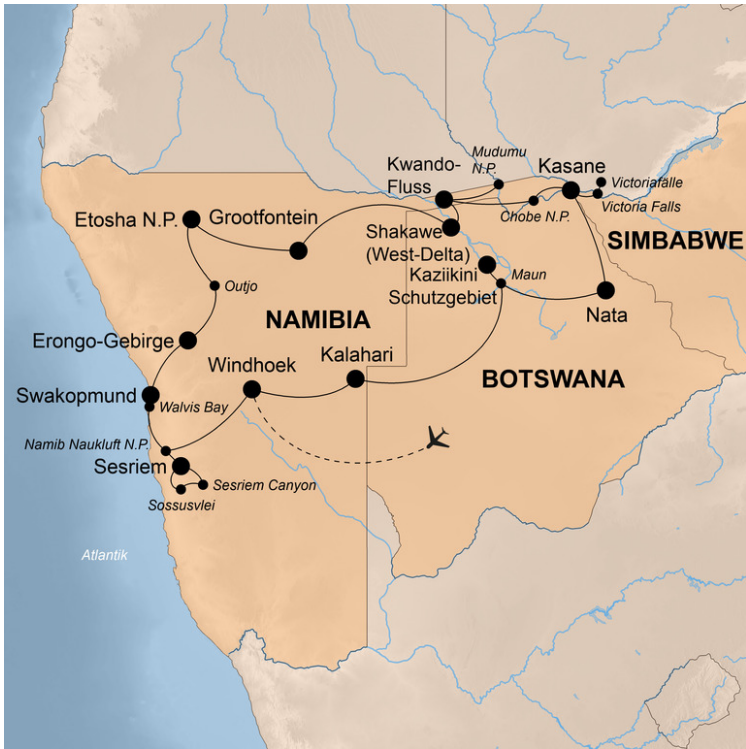 Mudumu
N.P.
Kwando-
Fluss
Kasane
Victoriafälle
Victoria Falls
Chobe N.P.
Etosha N.P.
Grootfontein
Shakawe
(West-Delta)
SIMBABWE
Kaziikini
Schutzgebiet
Maun
Outjo
NAMIBIA
Nata
Erongo-Gebirge
Windhoek
Kalahari
BOTSWANA
Swakopmund
Walvis Bay
Namib Naukluft N.P.
Sesriem
Sesriem Canyon
Sossusvlei
Atlantik